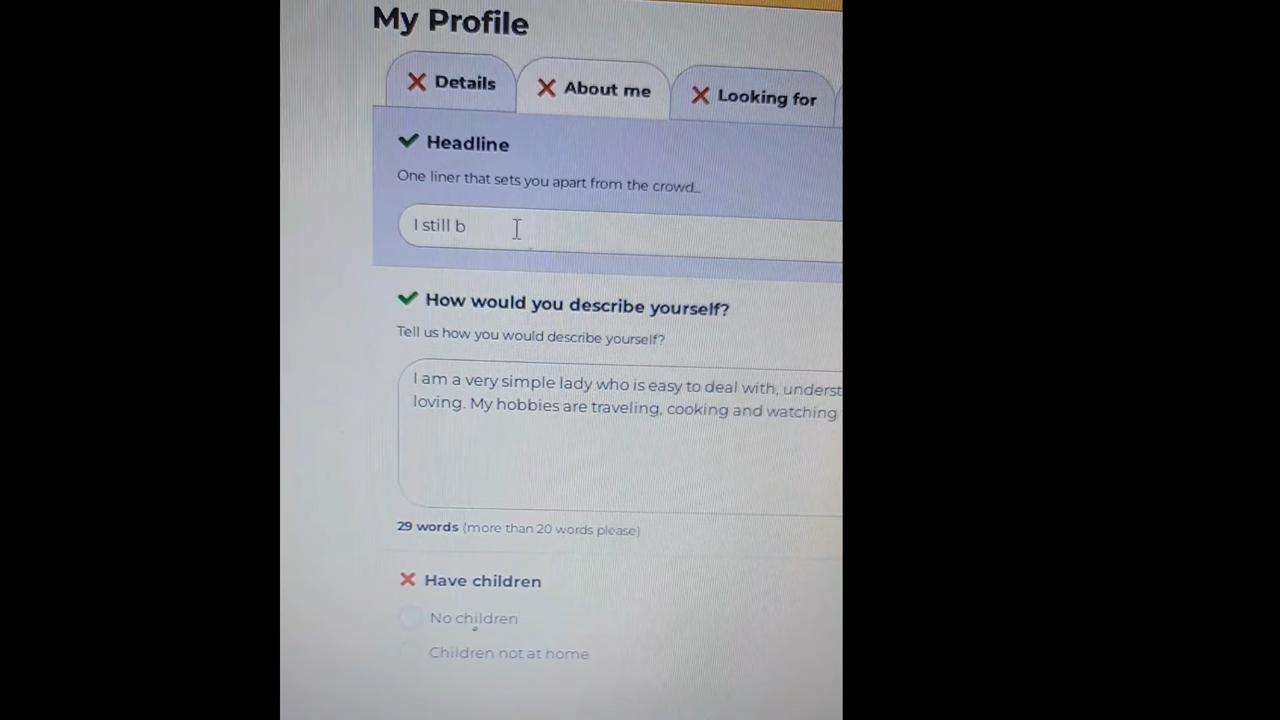 My Profile
Details
About me
Looking for
Headline
One liner that sets you apart from the crowd...
I still b
How would you describe yourself?
Tell us how you would describe yourself?
I am a very simple lady who is easy to deal with, underst
loving. My hobbies are traveling, cooking and watching
29 words (more than 20 words please)
Have children
No children
Children not at home